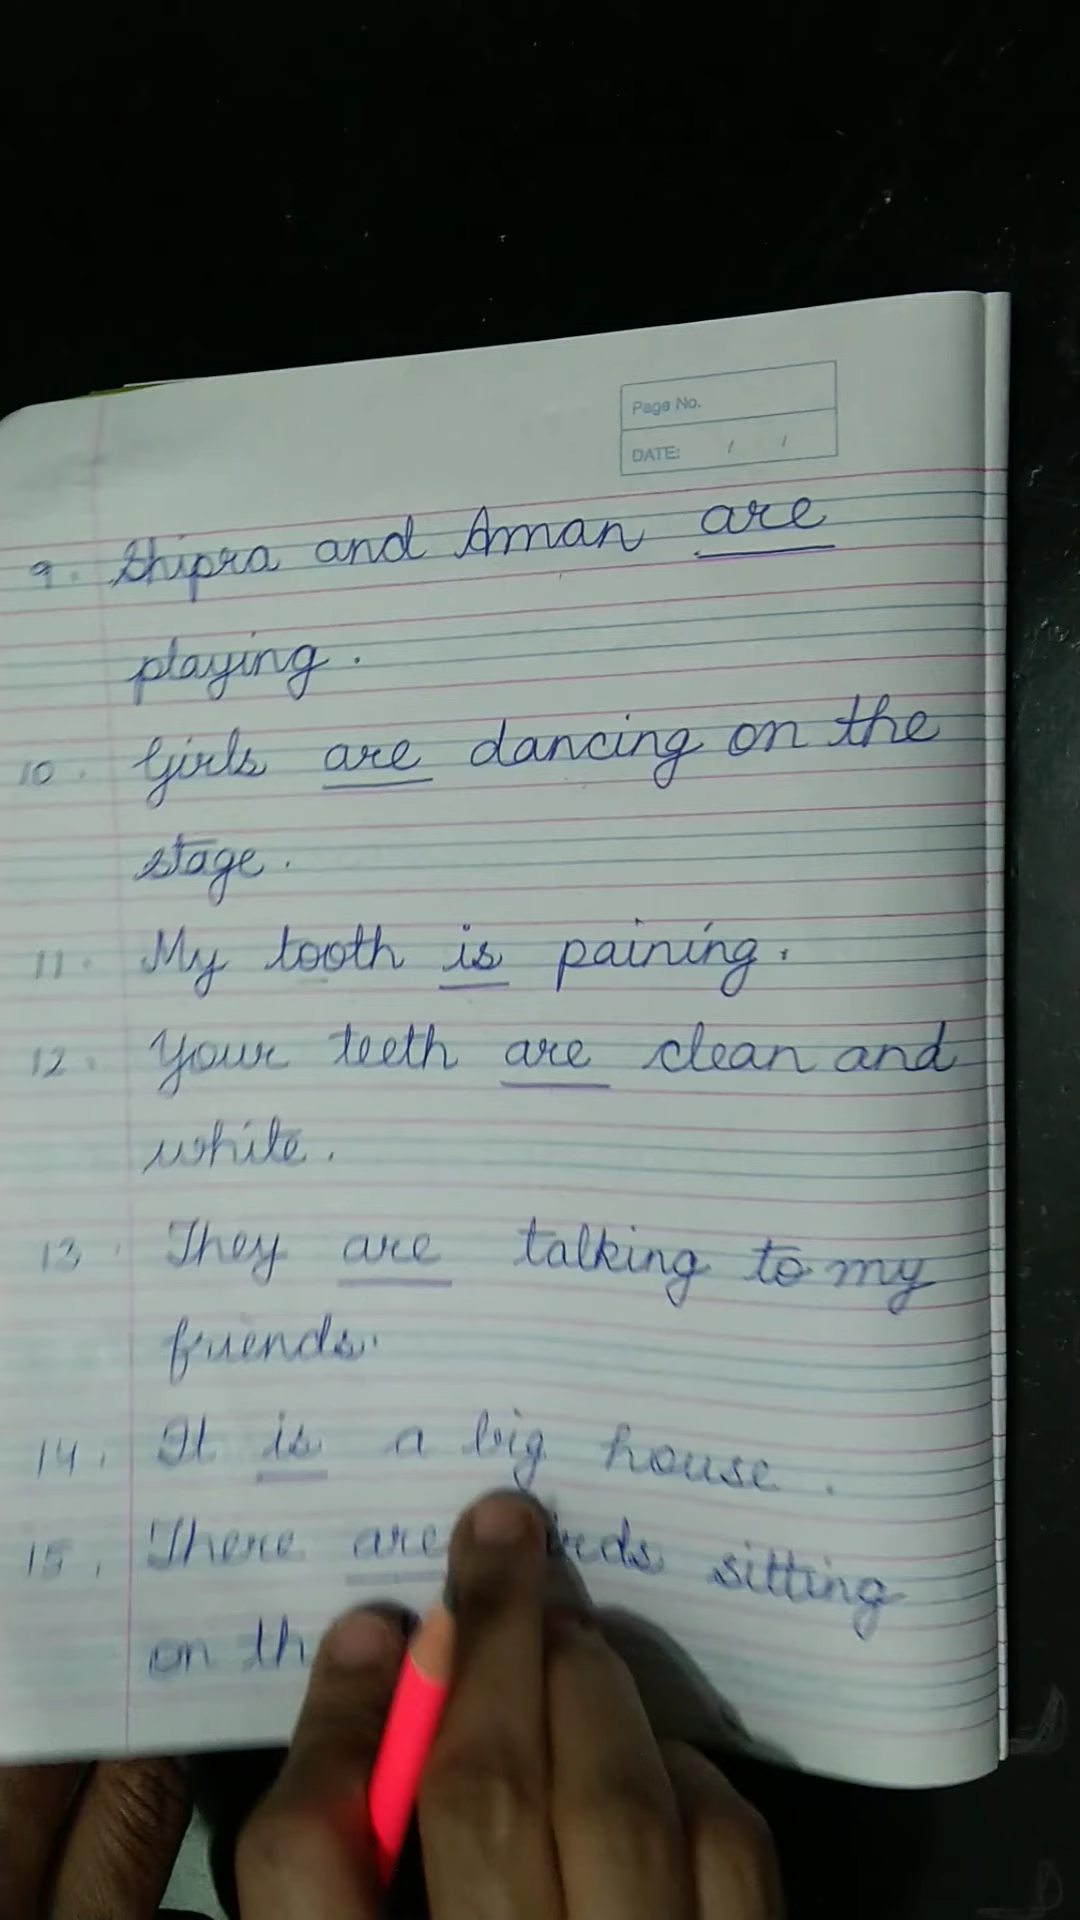 Page No.
DATE: / /
9. Shipra and Aman are
playing.
10. Girls are dancing on the
stage.
11. My tooth is paining.
12. Your teeth are clean and
white.
13. They are talking to my
friends.
14. It is a big house.
15. There are sitting
on